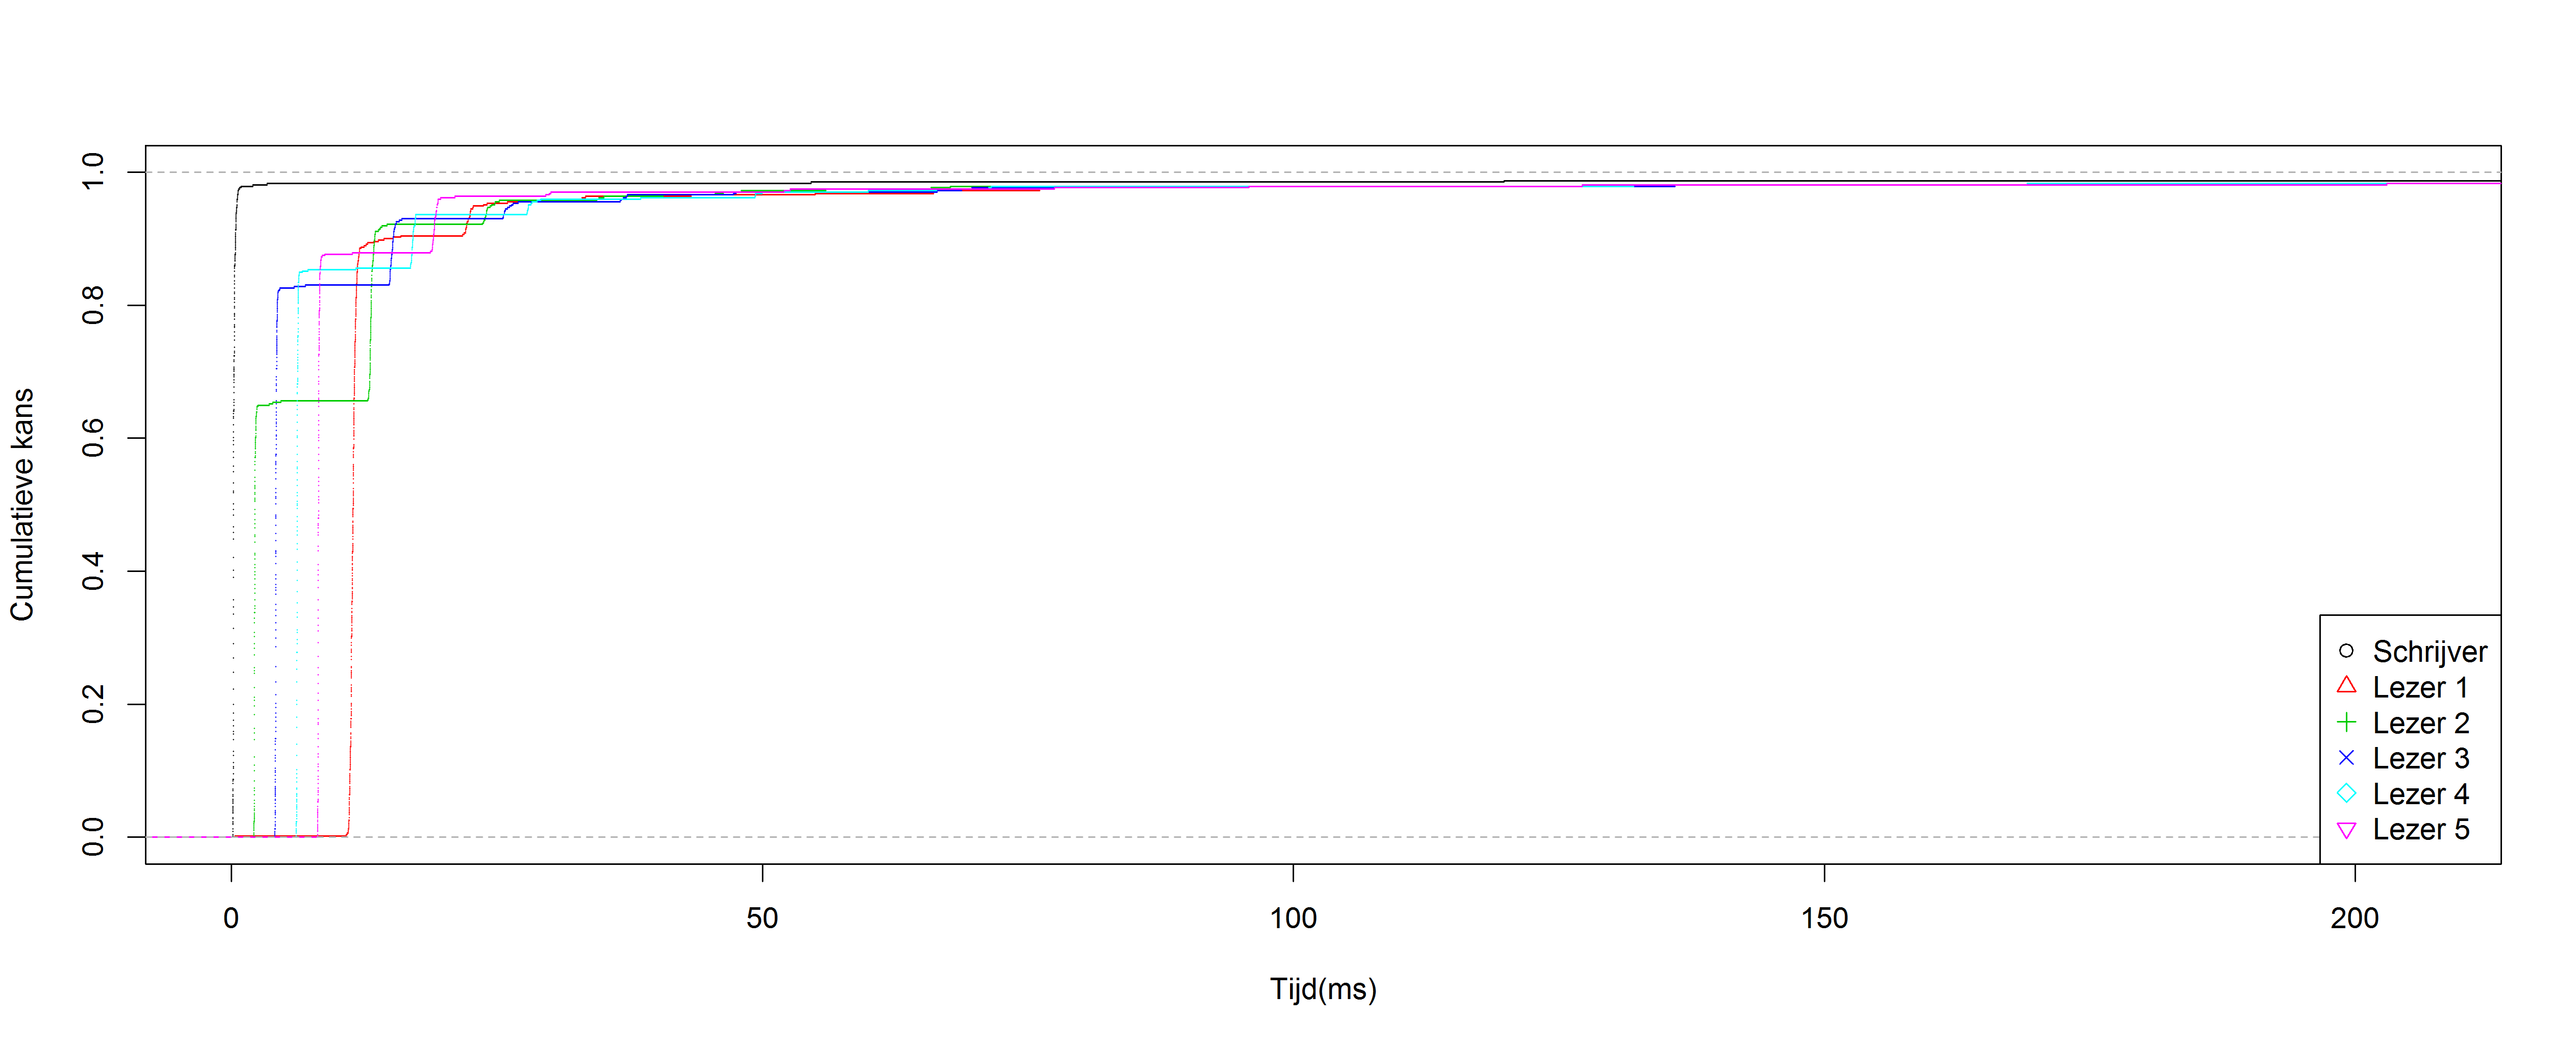 Cumulatieve kans
1.0
0.8
0.6
0.4
0.2
0.0
0 50 100 150 200
Tijd(ms)
Schrijver
Lezer 1
Lezer 2
Lezer 3
Lezer 4
Lezer 5